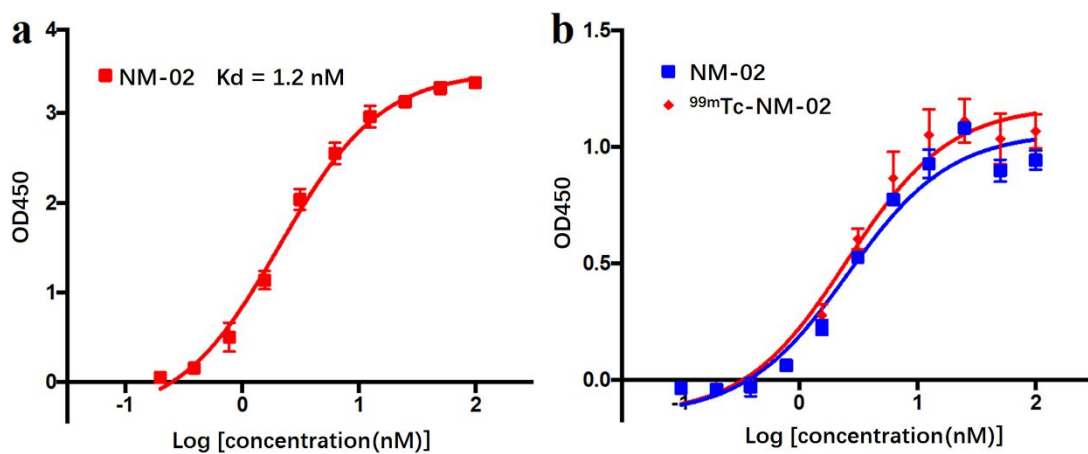 a
NM-02 Kd = 1.2 nM
OD450
4
3
2
1
0
-1 0 1 2
Log [concentration(nM)]
b
NM-02
99mTc-NM-02
OD450
1.5
1.0
0.5
0.0
-1 0 1 2
Log [concentration(nM)]